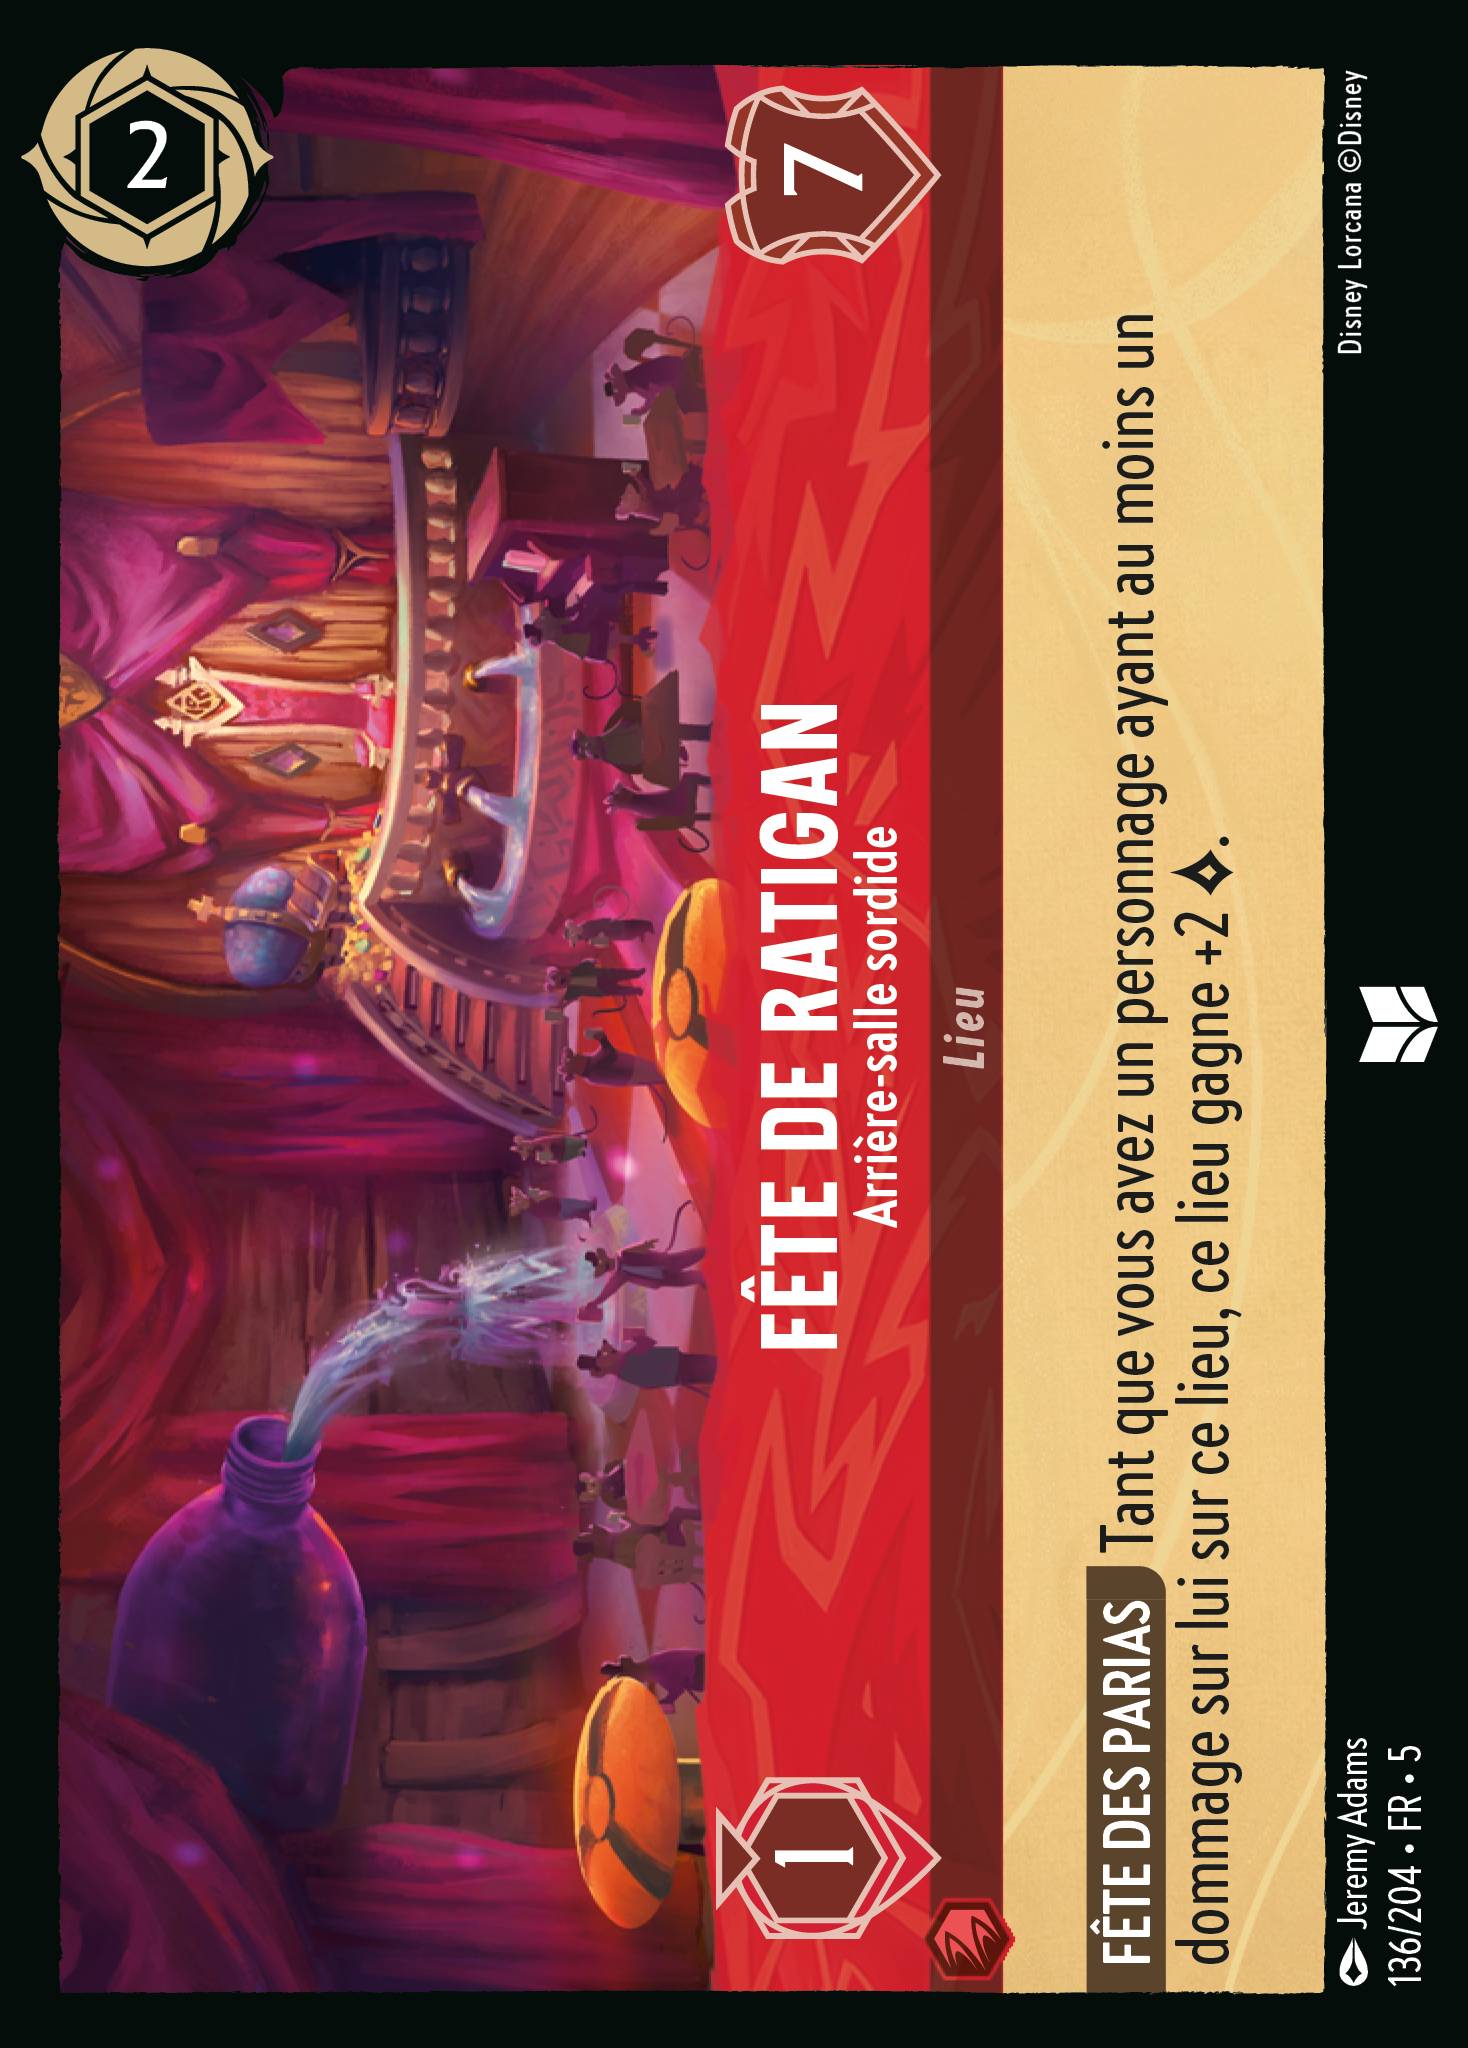 2
FÊTE DE RATIGAN
Arrière-salle sordide
1
7
Lieu
FÊTE DES PARIAS Tant que vous avez un personnage ayant au moins un
dommage sur lui sur ce lieu, ce lieu gagne +2 .
Jeremy Adams
136/204 • FR • 5
Disney Lorcana ©Disney